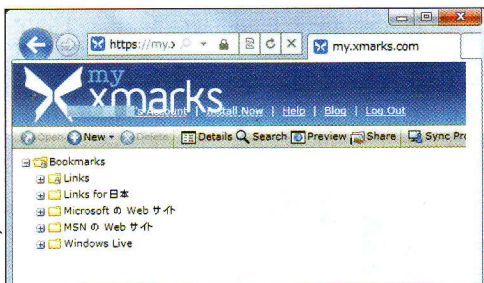 https://my.x
my.xmarks.com
my
xmarks
's Account | Install Now | Help | Blog | Log Out
Open New Delete Details Search Preview Share Sync Pro
Bookmarks
Links
Links for 日本
Microsoft の Web サイト
MSN の Web サイト
Windows Live